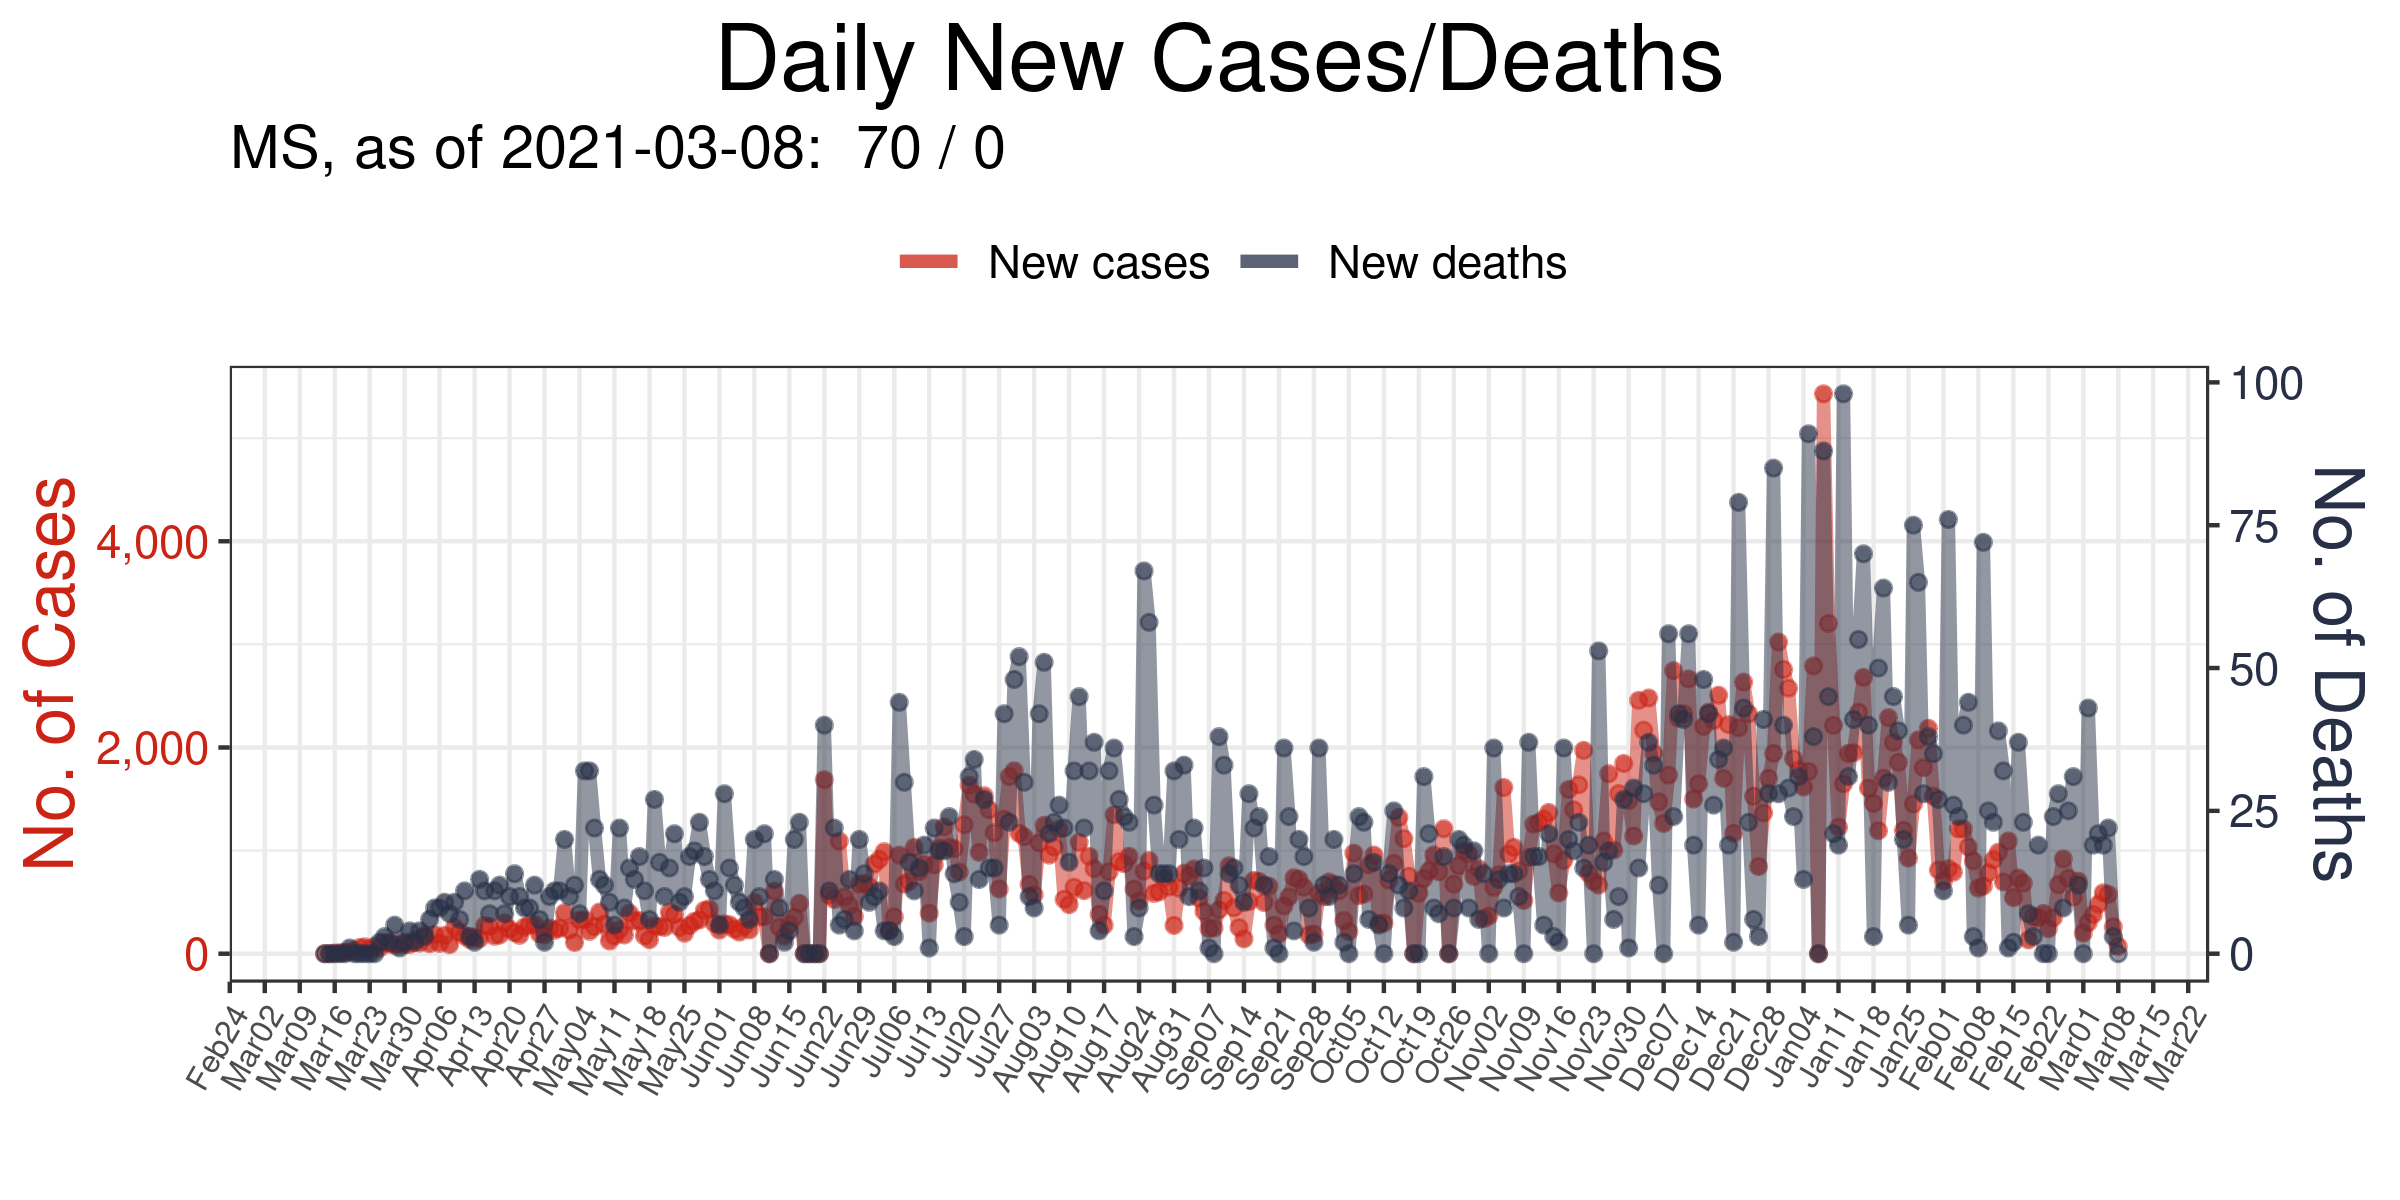 Daily New Cases/Deaths
MS, as of 2021-03-08:  70 / 0
New cases
New deaths
No. of Cases
4,000
2,000
0
100
75
50
25
0
No. of Deaths
Feb24
Mar02
Mar09
Mar16
Mar23
Mar30
Apr06
Apr13
Apr20
Apr27
May04
May11
May18
May25
Jun01
Jun08
Jun15
Jun22
Jun29
Jul06
Jul13
Jul20
Jul27
Aug03
Aug10
Aug17
Aug24
Aug31
Sep07
Sep14
Sep21
Sep28
Oct05
Oct12
Oct19
Oct26
Nov02
Nov09
Nov16
Nov23
Nov30
Dec07
Dec14
Dec21
Dec28
Jan04
Jan11
Jan18
Jan25
Feb01
Feb08
Feb15
Feb22
Mar01
Mar08
Mar15
Mar22